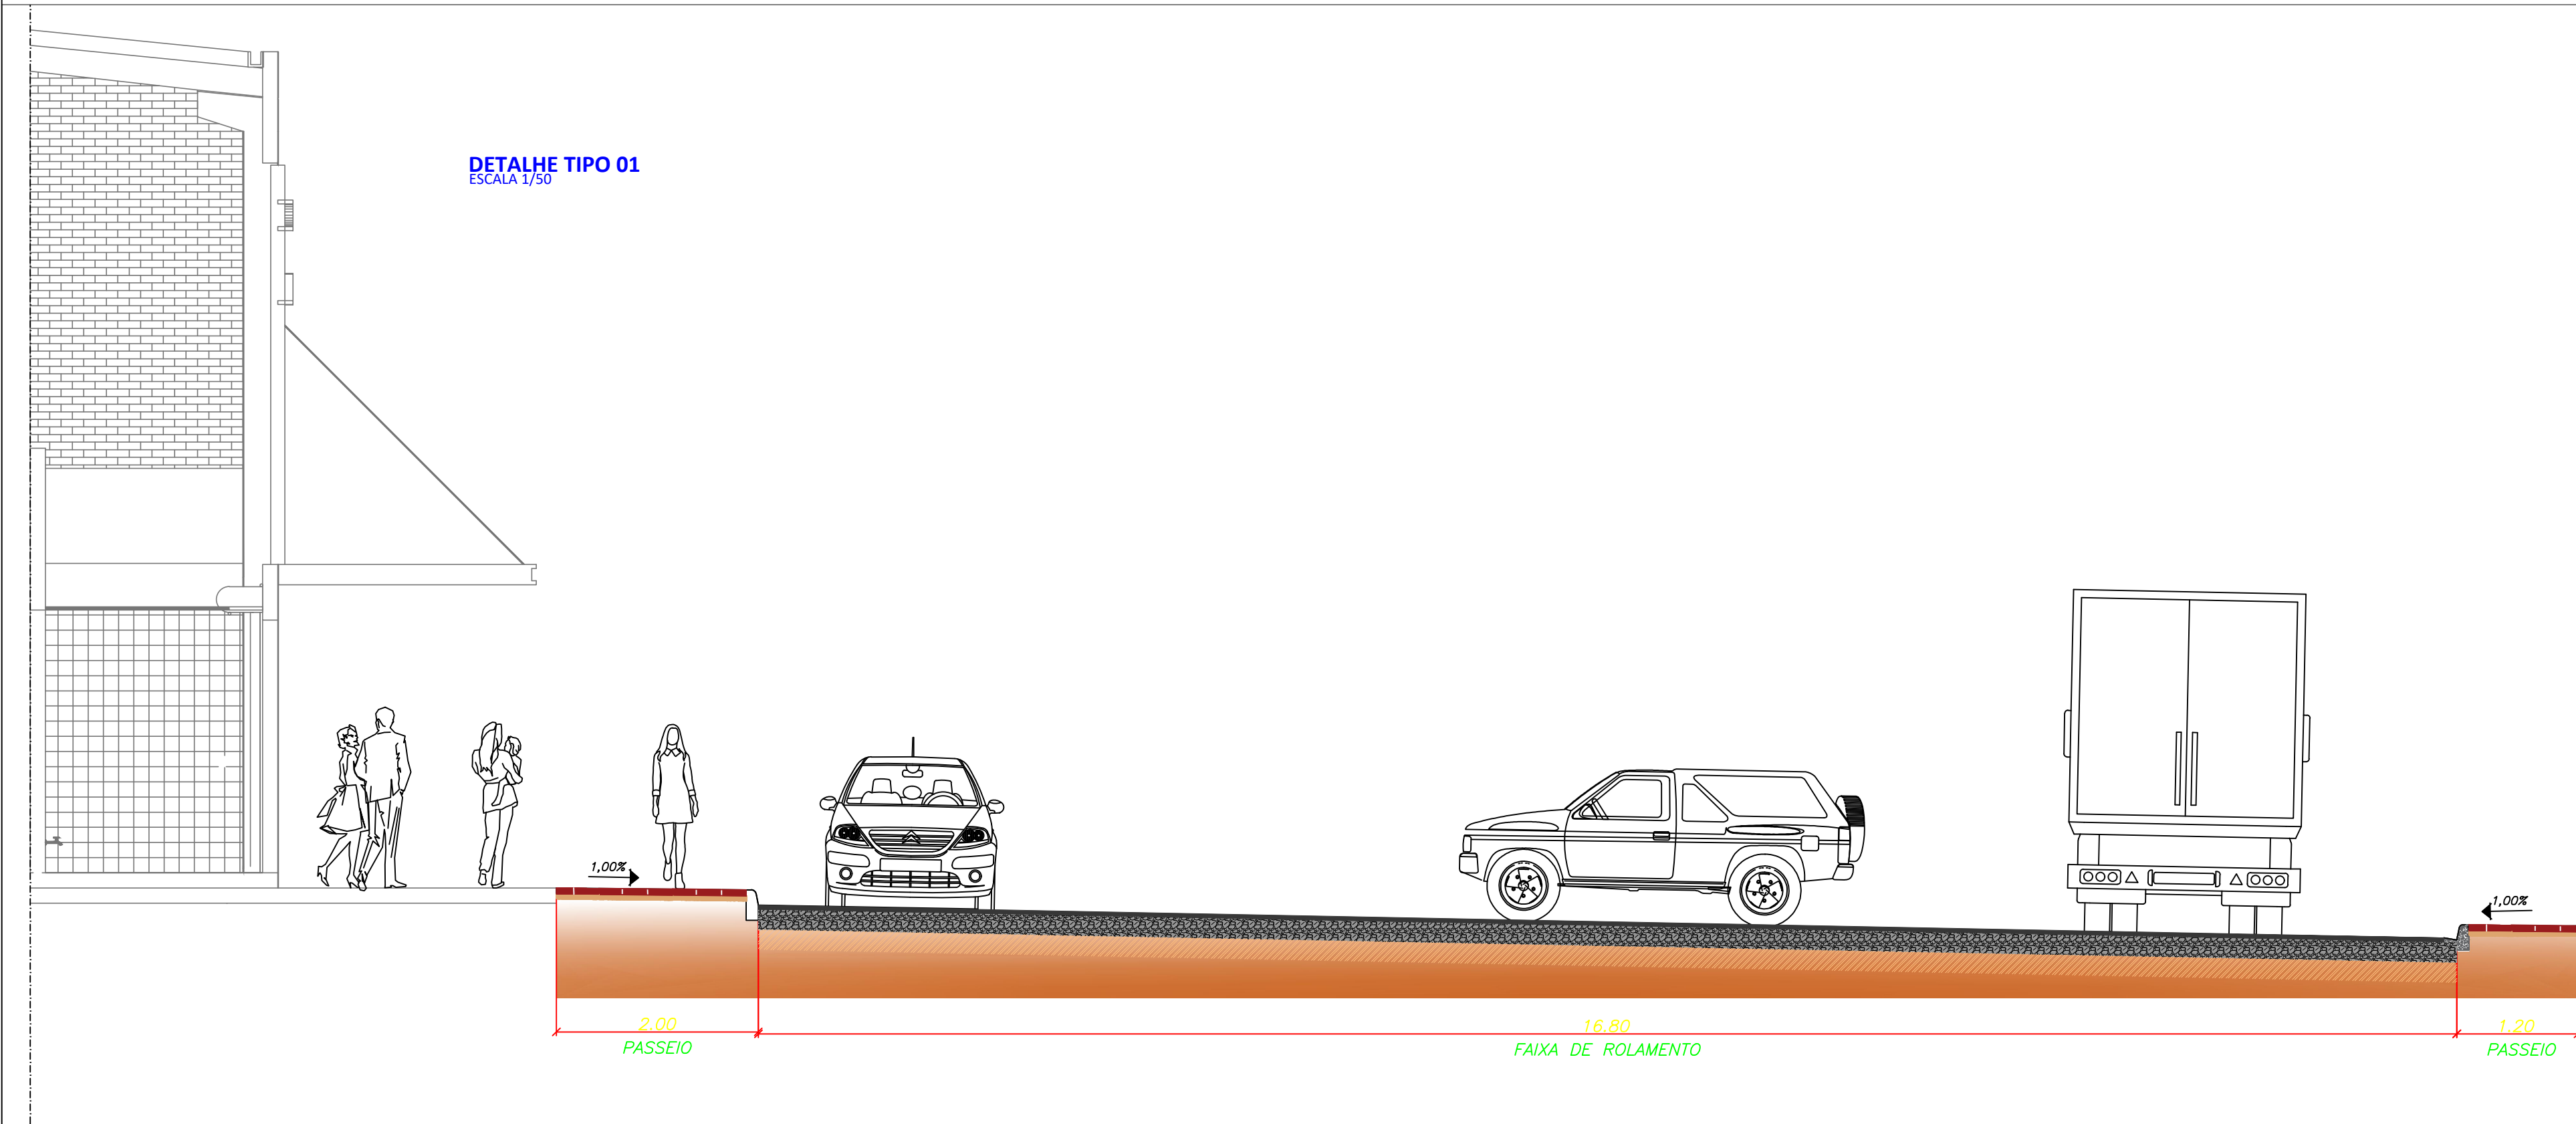 DETALHE TIPO 01
ESCALA 1/50
1,00%
1,00%
2.00
16.80
1.20
PASSEIO
FAIXA DE ROLAMENTO
PASSEIO